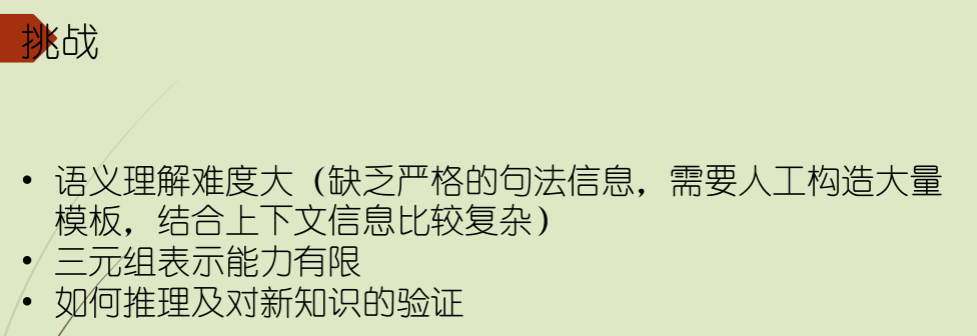 挑战
• 语义理解难度大（缺乏严格的句法信息，需要人工构造大量
模板，结合上下文信息比较复杂）
• 三元组表示能力有限
• 如何推理及对新知识的验证